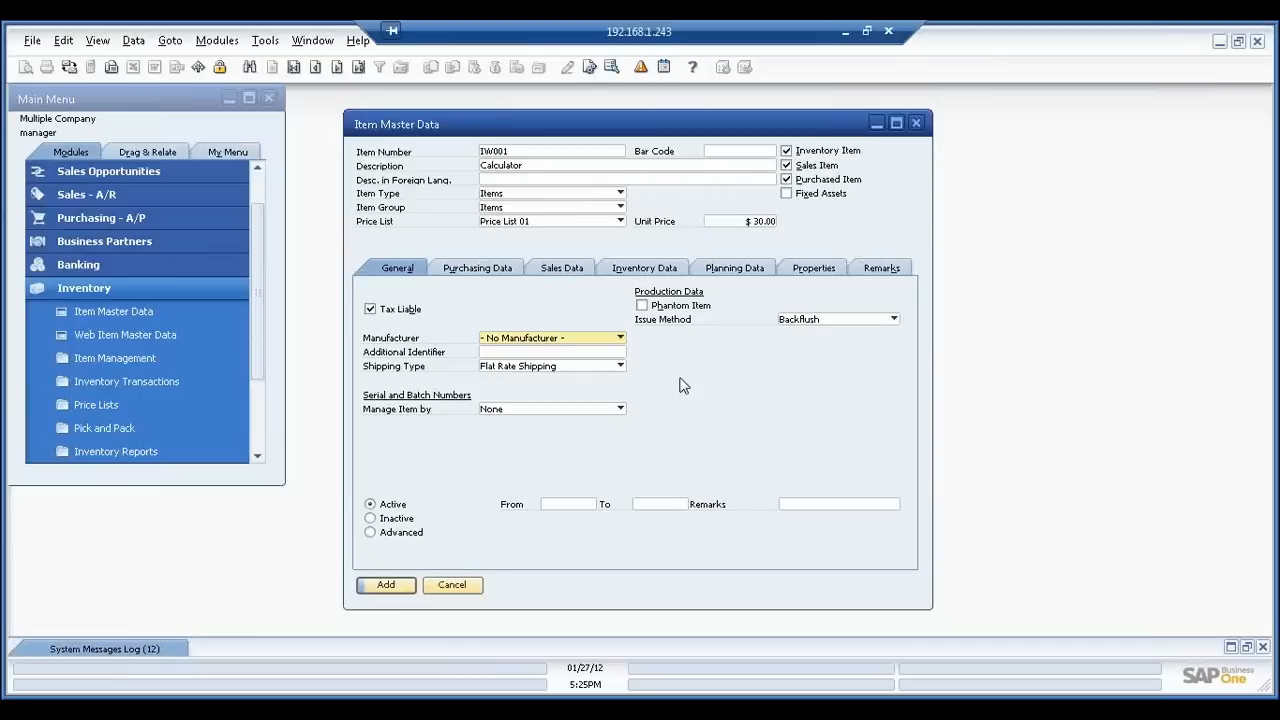 192.168.1.243
File Edit View Data Goto Modules Tools Window Help
Main Menu
Multiple Company
manager
Modules Drag & Relate My Menu
Sales Opportunities
Sales - A/R
Purchasing - A/P
Business Partners
Banking
Inventory
Item Master Data
Web Item Master Data
Item Management
Inventory Transactions
Price Lists
Pick and Pack
Inventory Reports
Item Master Data
Item Number IW001 Bar Code Inventory Item
Description Calculator Sales Item
Desc. in Foreign Lang. Purchased Item
Item Type Items Fixed Assets
Item Group Items
Price List Price List 01 Unit Price $ 30.00
General Purchasing Data Sales Data Inventory Data Planning Data Properties Remarks
Production Data
Tax Liable Phantom Item
Issue Method Backflush
Manufacturer - No Manufacturer -
Additional Identifier
Shipping Type Flat Rate Shipping
Serial and Batch Numbers
Manage Item by None
Active From To Remarks
Inactive
Advanced
Add Cancel
System Messages Log (12)
01/27/12
5:25PM
SAP Business One